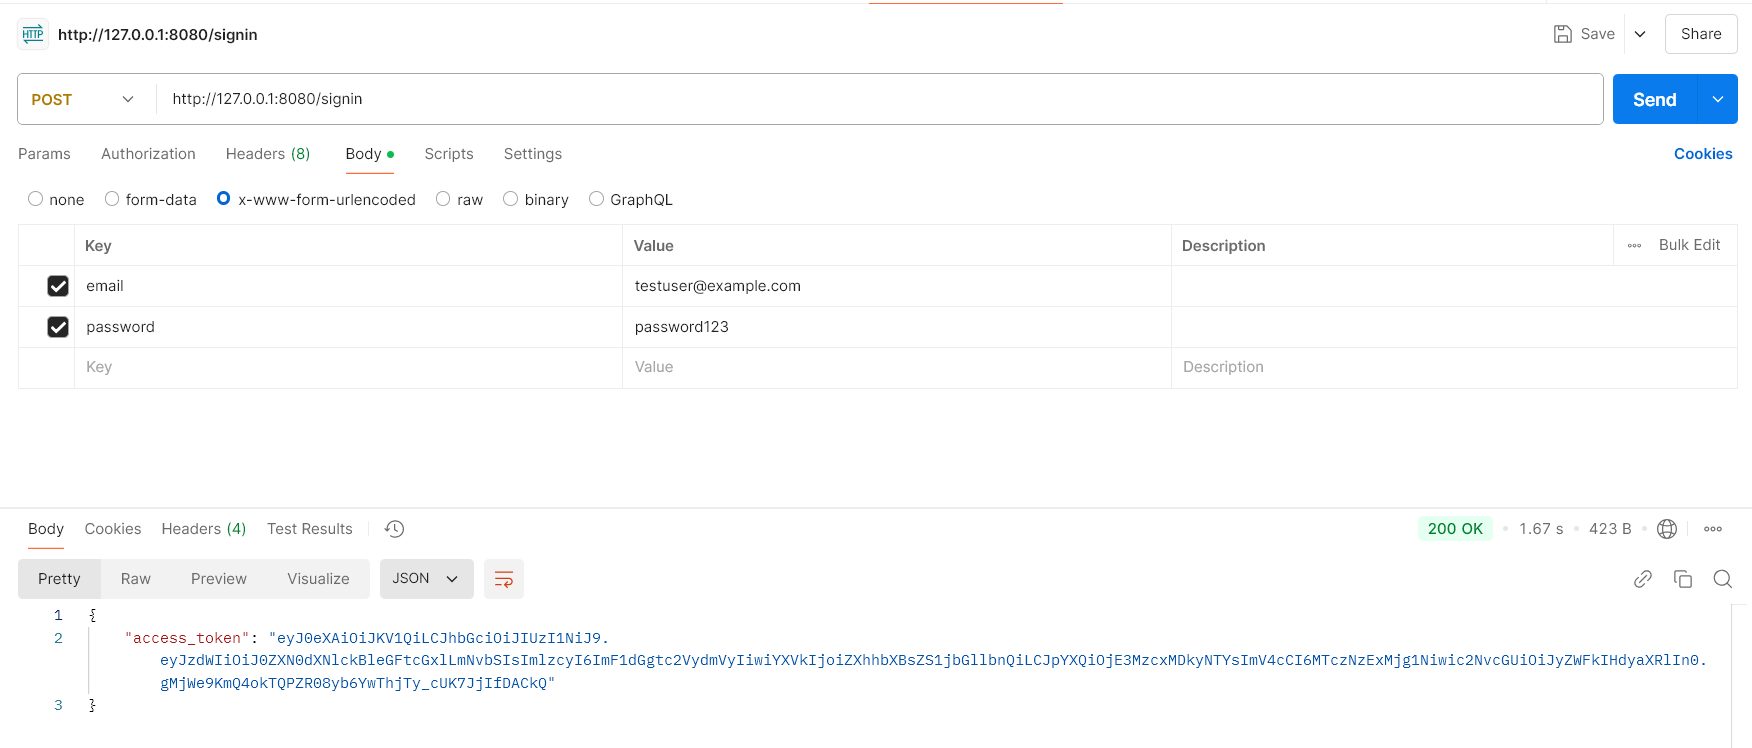 HTTP http://127.0.0.1:8080/signin Save Share
POST http://127.0.0.1:8080/signin Send
Params Authorization Headers (8) Body Scripts Settings Cookies
none form-data x-www-form-urlencoded raw binary GraphQL
Key Value Description Bulk Edit
email testuser@example.com
password password123
Key Value Description
Body Cookies Headers (4) Test Results 200 OK 1.67 s 423 B
Pretty Raw Preview Visualize JSON
1 {
2 "access_token": "eyJ0eXAiOiJKV1QiLCJhbGciOiJIUzI1NiJ9.
eyJzdWIiOiJ0ZXN0dXNlckBleGFtcGxlLmNvbSIsImlzcyI6ImF1dGgtc2VydmVyIiwiYXVkIjoiZXhhbXBsZS1jbGllbnQiLCJpYXQiOjE3MzcxMDkyNTYsImV4cCI6MTczNzExMjg1Niwic2NvcGUiOiJyZWFkIHdyaXRlIn0.
gMjWe9KmQ4okTQPZR08yb6YwThjTy_cUK7JjIfDACkQ"
3 }